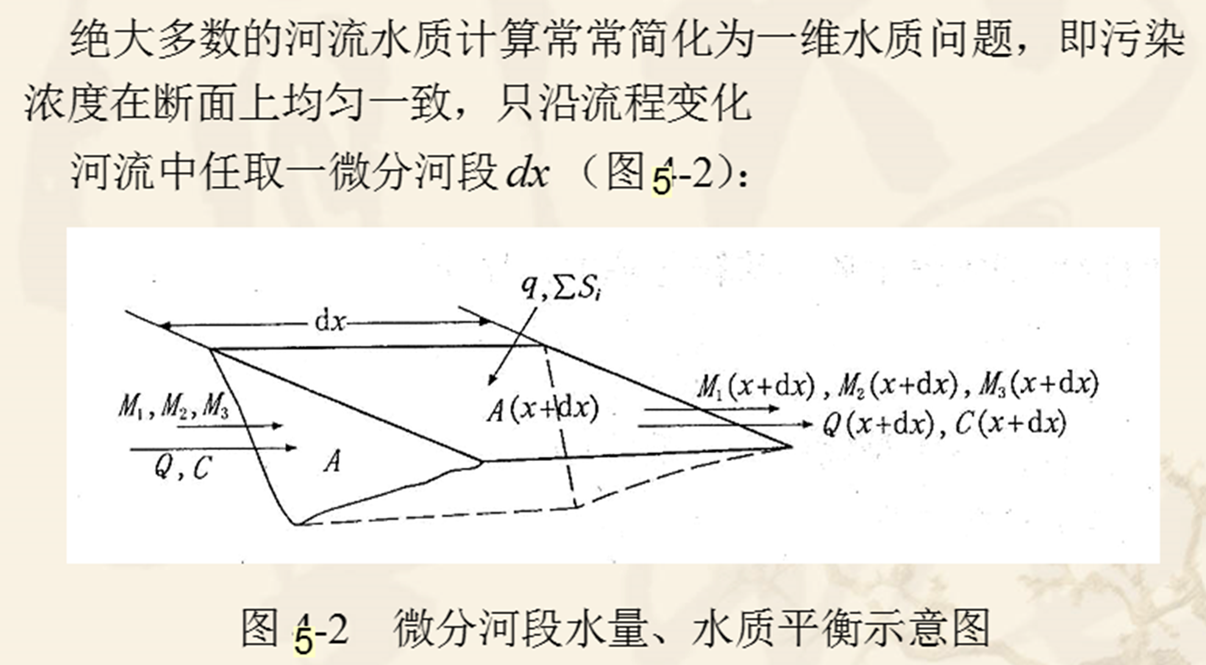 绝大多数的河流水质计算常常简化为一维水质问题，即污染
浓度在断面上均匀一致，只沿流程变化
河流中任取一微分河段dx（图5-2）：
q, ΣSᵢ
dx
M₁, M₂, M₃
Q, C
A
A(x+dx)
M₁(x+dx), M₂(x+dx), M₃(x+dx)
Q(x+dx), C(x+dx)
图 5-2 微分河段水量、水质平衡示意图